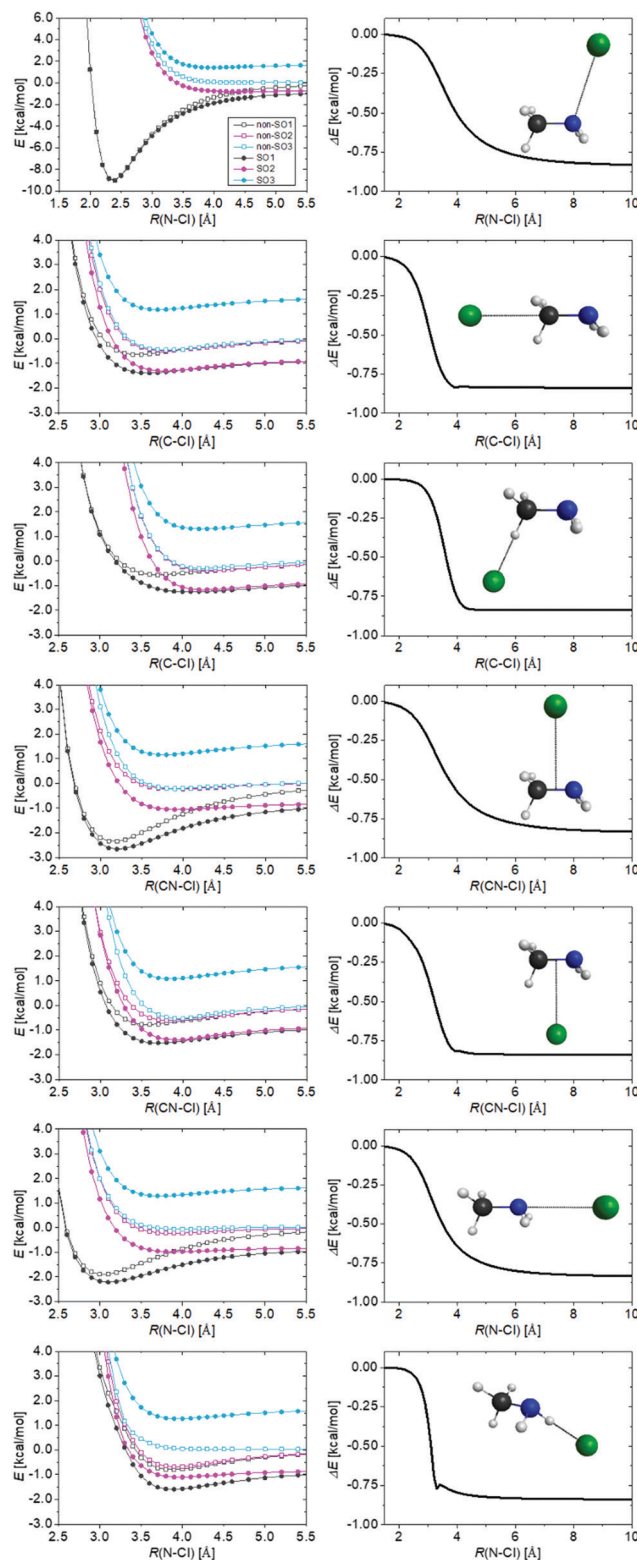 6.0
4.0
2.0
0.0
-2.0
-4.0
-6.0
-8.0
-10.0
E [kcal/mol]
non-SO1
non-SO2
non-SO3
SO1
SO2
SO3
1.5 2.0 2.5 3.0 3.5 4.0 4.5 5.0 5.5
R(N-Cl) [Å]
0.00
-0.25
-0.50
-0.75
-1.00
ΔE [kcal/mol]
2 4 6 8 10
R(N-Cl) [Å]
4.0
3.0
2.0
1.0
0.0
-1.0
-2.0
-3.0
E [kcal/mol]
2.5 3.0 3.5 4.0 4.5 5.0 5.5
R(C-Cl) [Å]
0.00
-0.25
-0.50
-0.75
-1.00
ΔE [kcal/mol]
2 4 6 8 10
R(C-Cl) [Å]
4.0
3.0
2.0
1.0
0.0
-1.0
-2.0
-3.0
E [kcal/mol]
2.5 3.0 3.5 4.0 4.5 5.0 5.5
R(C-Cl) [Å]
0.00
-0.25
-0.50
-0.75
-1.00
ΔE [kcal/mol]
2 4 6 8 10
R(C-Cl) [Å]
4.0
3.0
2.0
1.0
0.0
-1.0
-2.0
-3.0
E [kcal/mol]
2.5 3.0 3.5 4.0 4.5 5.0 5.5
R(CN-Cl) [Å]
0.00
-0.25
-0.50
-0.75
-1.00
ΔE [kcal/mol]
2 4 6 8 10
R(CN-Cl) [Å]
4.0
3.0
2.0
1.0
0.0
-1.0
-2.0
-3.0
E [kcal/mol]
2.5 3.0 3.5 4.0 4.5 5.0 5.5
R(CN-Cl) [Å]
0.00
-0.25
-0.50
-0.75
-1.00
ΔE [kcal/mol]
2 4 6 8 10
R(CN-Cl) [Å]
4.0
3.0
2.0
1.0
0.0
-1.0
-2.0
-3.0
E [kcal/mol]
2.5 3.0 3.5 4.0 4.5 5.0 5.5
R(N-Cl) [Å]
0.00
-0.25
-0.50
-0.75
-1.00
ΔE [kcal/mol]
2 4 6 8 10
R(N-Cl) [Å]
4.0
3.0
2.0
1.0
0.0
-1.0
-2.0
-3.0
E [kcal/mol]
2.5 3.0 3.5 4.0 4.5 5.0 5.5
R(N-Cl) [Å]
0.00
-0.25
-0.50
-0.75
-1.00
ΔE [kcal/mol]
2 4 6 8 10
R(N-Cl) [Å]